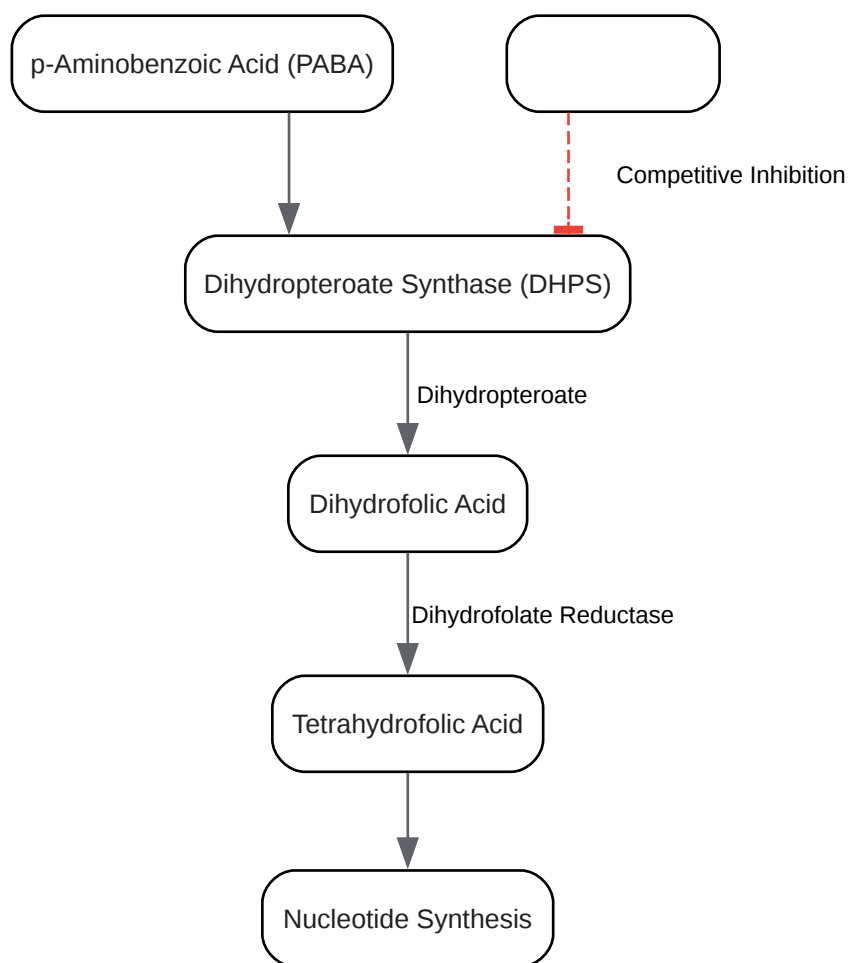 p-Aminobenzoic Acid (PABA)
Competitive Inhibition
Dihydropteroate Synthase (DHPS)
Dihydropteroate
Dihydrofolic Acid
Dihydrofolate Reductase
Tetrahydrofolic Acid
Nucleotide Synthesis